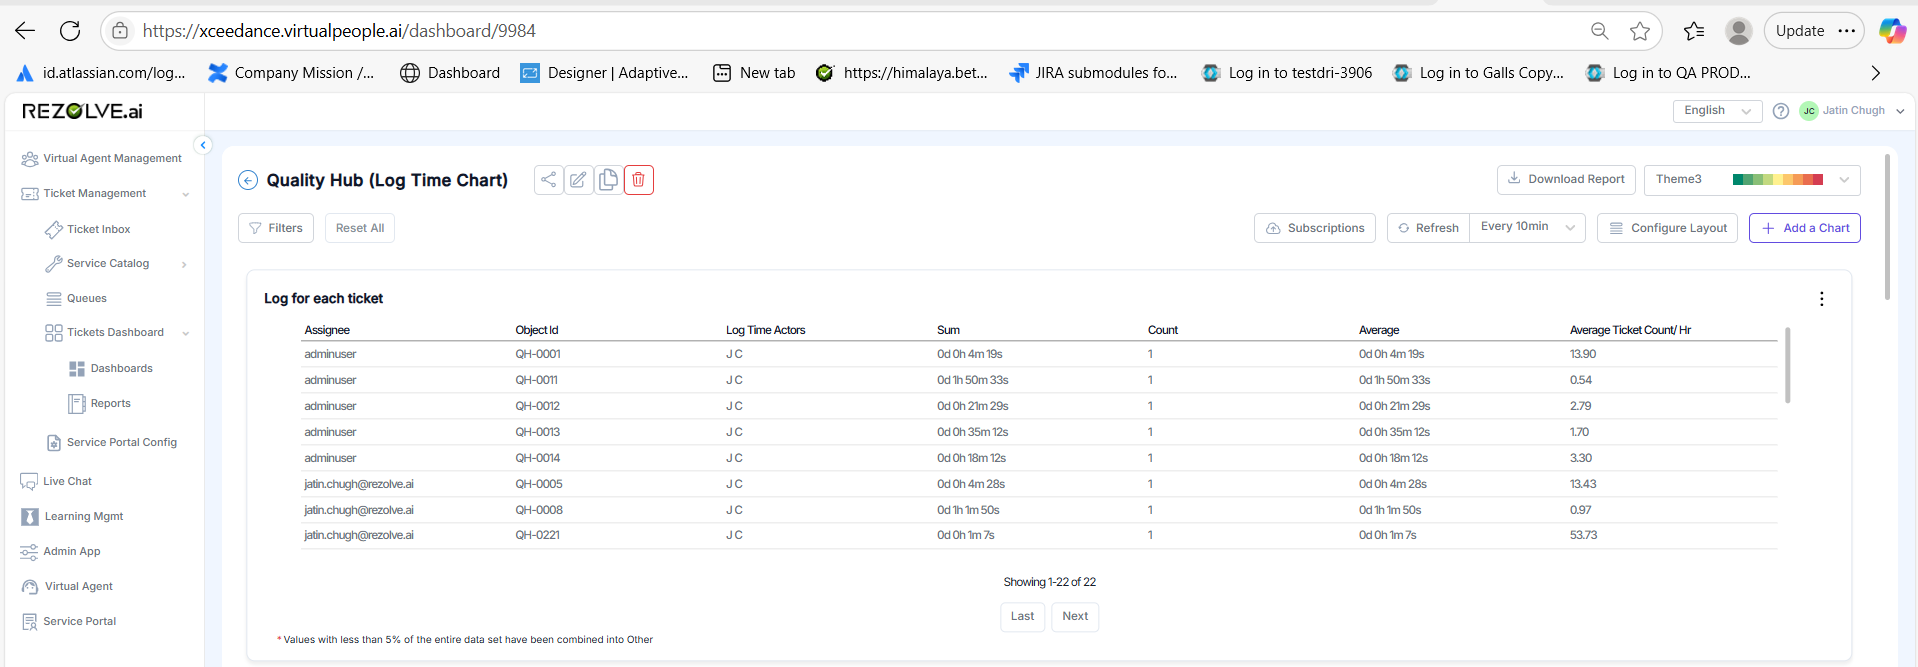 https://xceedance.virtualpeople.ai/dashboard/9984
Update
id.atlassian.com/log... Company Mission /... Dashboard Designer | Adaptive... New tab https://himalaya.bet... JIRA submodules fo... Log in to testdri-3906 Log in to Galls Copy... Log in to QA PROD...
REZOLVE.ai
English
JC Jatin Chugh
Virtual Agent Management
Ticket Management
Ticket Inbox
Service Catalog
Queues
Tickets Dashboard
Dashboards
Reports
Service Portal Config
Live Chat
Learning Mgmt
Admin App
Virtual Agent
Service Portal
Quality Hub (Log Time Chart)
Download Report Theme3
Filters Reset All
Subscriptions Refresh Every 10min Configure Layout + Add a Chart
Log for each ticket
Assignee Object Id Log Time Actors Sum Count Average Average Ticket Count/ Hr
adminuser QH-0001 J C 0d 0h 4m 19s 1 0d 0h 4m 19s 13.90
adminuser QH-0011 J C 0d 1h 50m 33s 1 0d 1h 50m 33s 0.54
adminuser QH-0012 J C 0d 0h 21m 29s 1 0d 0h 21m 29s 2.79
adminuser QH-0013 J C 0d 0h 35m 12s 1 0d 0h 35m 12s 1.70
adminuser QH-0014 J C 0d 0h 18m 12s 1 0d 0h 18m 12s 3.30
jatin.chugh@rezolve.ai QH-0005 J C 0d 0h 4m 28s 1 0d 0h 4m 28s 13.43
jatin.chugh@rezolve.ai QH-0008 J C 0d 1h 1m 50s 1 0d 1h 1m 50s 0.97
jatin.chugh@rezolve.ai QH-0221 J C 0d 0h 1m 7s 1 0d 0h 1m 7s 53.73
Showing 1-22 of 22
Last Next
* Values with less than 5% of the entire data set have been combined into Other